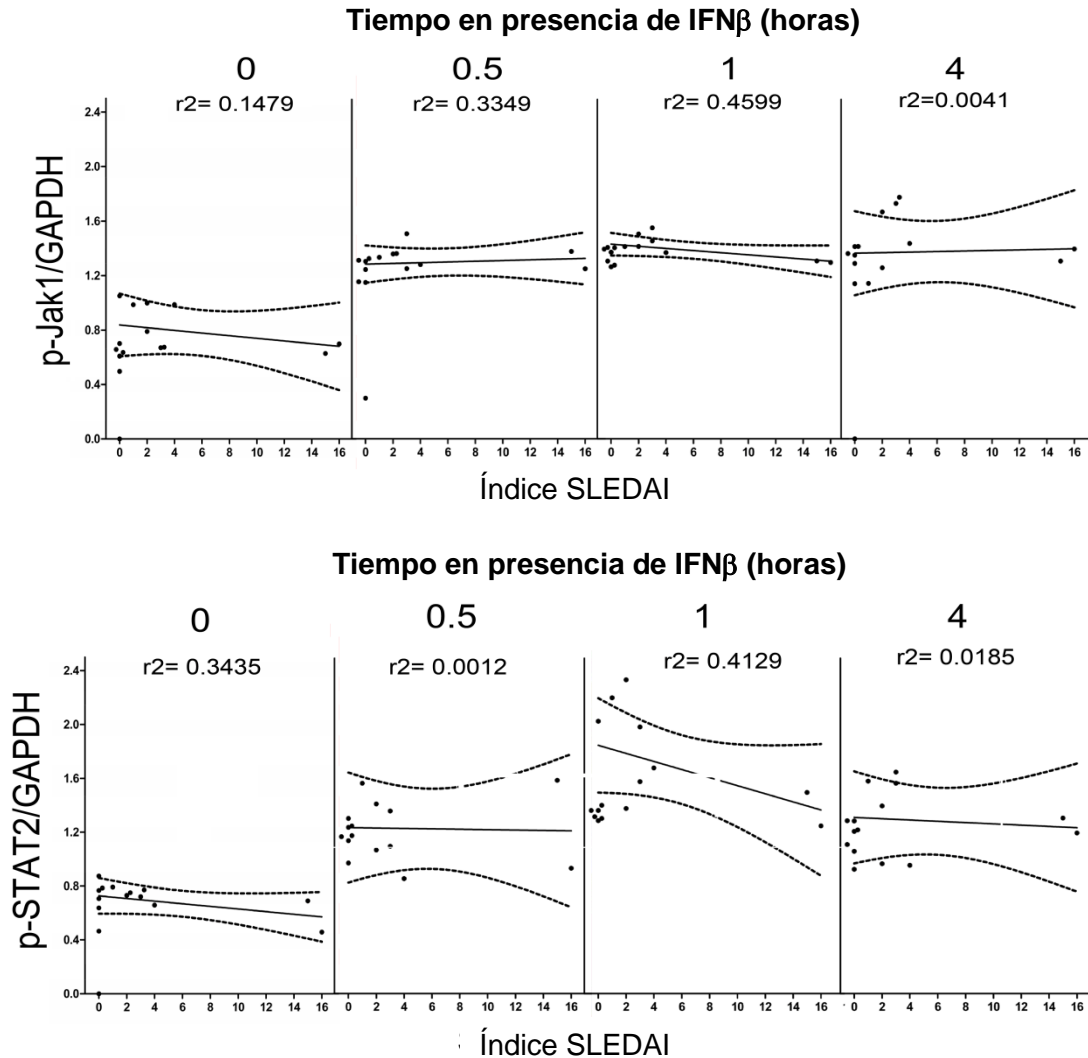 Tiempo en presencia de IFNβ (horas)
0 0.5 1 4
r2= 0.1479 r2= 0.3349 r2= 0.4599 r2=0.0041
p-Jak1/GAPDH
2.4
2.0
1.6
1.2
0.8
0.4
0.0
0 2 4 6 8 10 12 14 16 0 2 4 6 8 10 12 14 16 0 2 4 6 8 10 12 14 16 0 2 4 6 8 10 12 14 16
Índice SLEDAI
Tiempo en presencia de IFNβ (horas)
0 0.5 1 4
r2= 0.3435 r2= 0.0012 r2= 0.4129 r2= 0.0185
p-STAT2/GAPDH
2.4
2.0
1.6
1.2
0.8
0.4
0.0
0 2 4 6 8 10 12 14 16 0 2 4 6 8 10 12 14 16 0 2 4 6 8 10 12 14 16 0 2 4 6 8 10 12 14 16
Índice SLEDAI